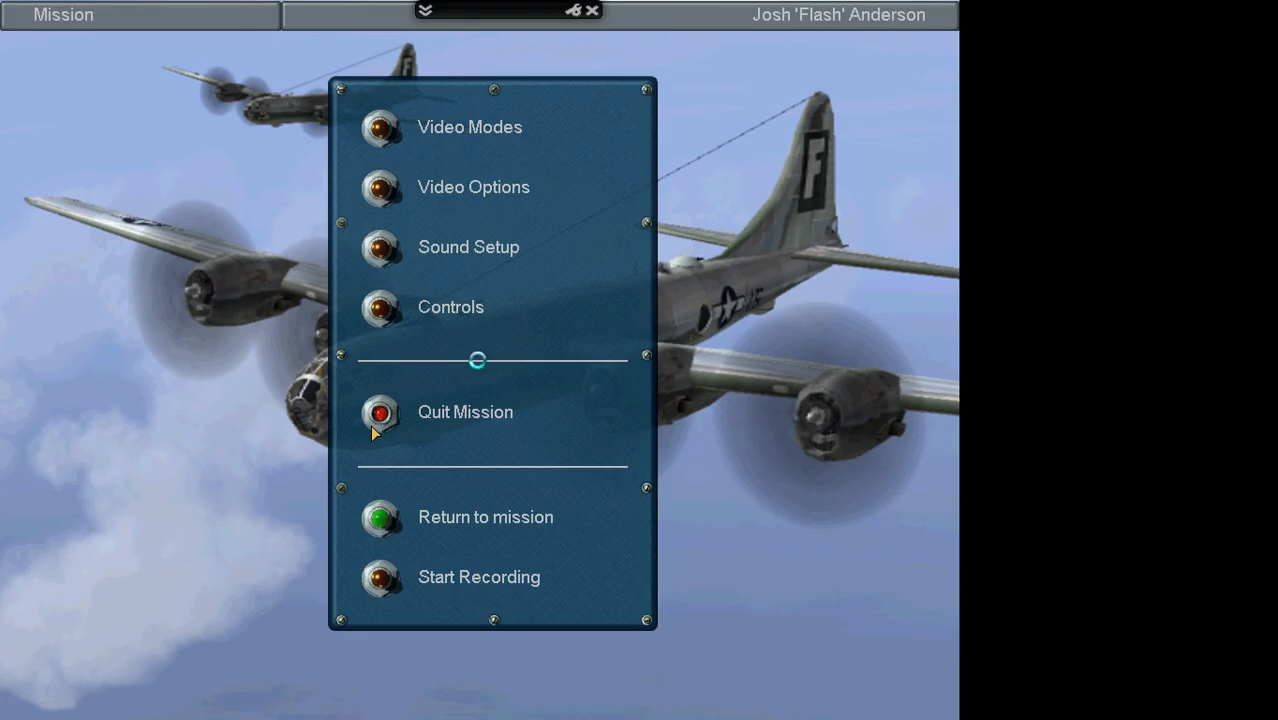 Mission
Josh 'Flash' Anderson
F
F
Video Modes
Video Options
Sound Setup
Controls
Quit Mission
Return to mission
Start Recording